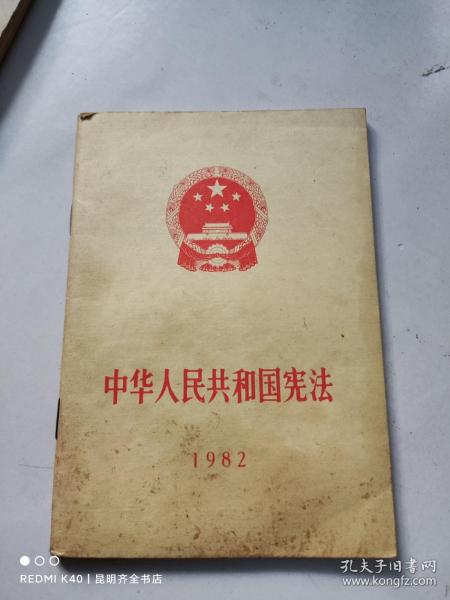 中华人民共和国宪法
1982
REDMI K40 | 昆明齐全书店
孔夫子旧书网
www.kongfz.com